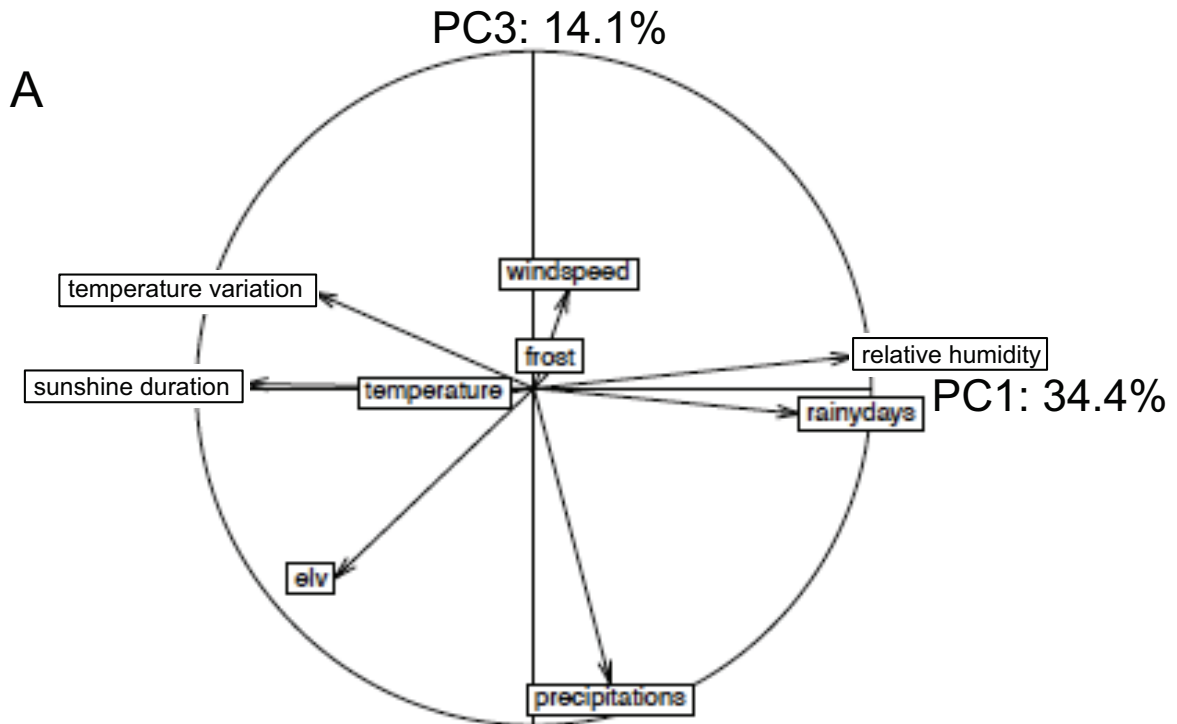 PC3: 14.1%
A
windspeed
temperature variation
frost
relative humidity
sunshine duration
temperature
PC1: 34.4%
rainydays
elv
precipitations